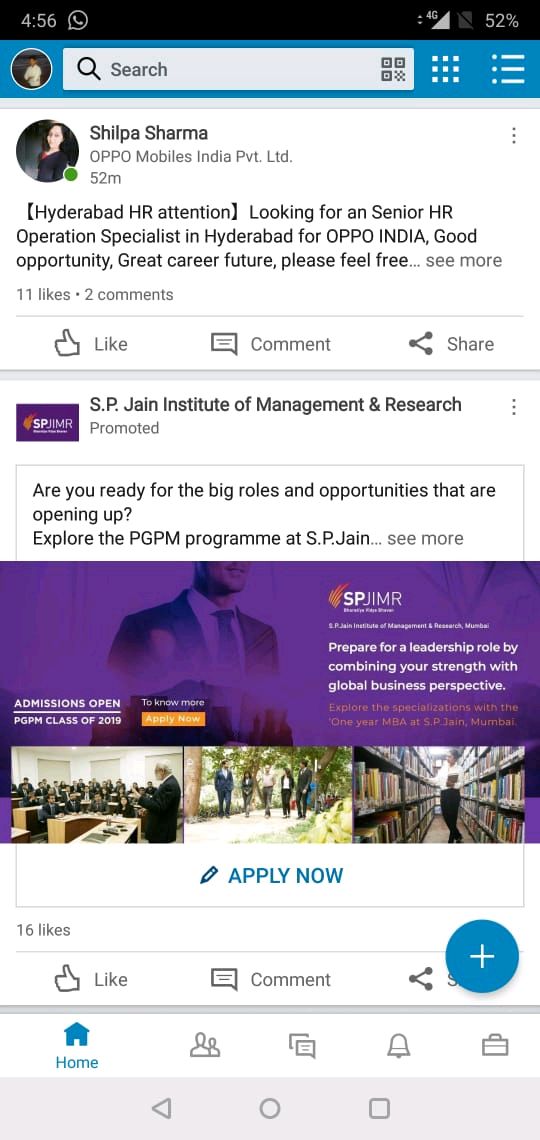 4:56
4G
52%
Search
Shilpa Sharma
OPPO Mobiles India Pvt. Ltd.
52m
【Hyderabad HR attention】Looking for an Senior HR
Operation Specialist in Hyderabad for OPPO INDIA, Good
opportunity, Great career future, please feel free... see more
11 likes • 2 comments
Like
Comment
Share
SPJIMR
Bharatiya Vidya Bhavan
S.P. Jain Institute of Management & Research
Promoted
Are you ready for the big roles and opportunities that are
opening up?
Explore the PGPM programme at S.P.Jain... see more
SPJIMR
Bharatiya Vidya Bhavan
S.P.Jain Institute of Management & Research, Mumbai
Prepare for a leadership role by
combining your strength with
global business perspective.
Explore the specializations with the
'One year MBA at S.P.Jain, Mumbai.
ADMISSIONS OPEN
PGPM CLASS OF 2019
To know more
Apply Now
APPLY NOW
16 likes
Like
Comment
S
Home